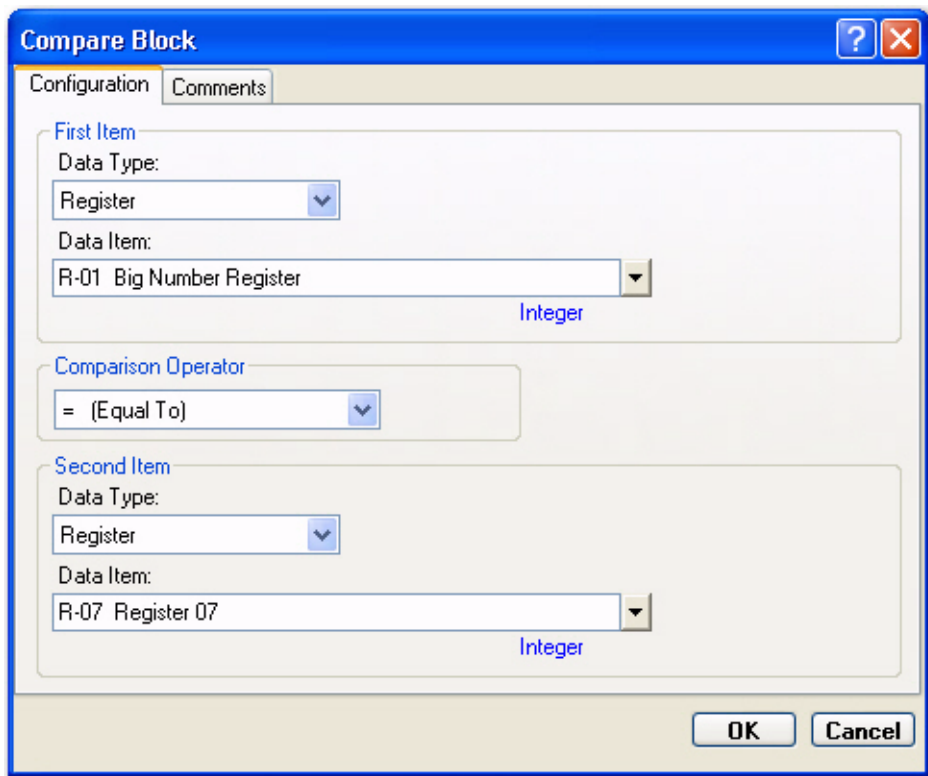 Compare Block
Configuration Comments
First Item
Data Type:
Register
Data Item:
R-01 Big Number Register
Integer
Comparison Operator
= (Equal To)
Second Item
Data Type:
Register
Data Item:
R-07 Register 07
Integer
OK Cancel